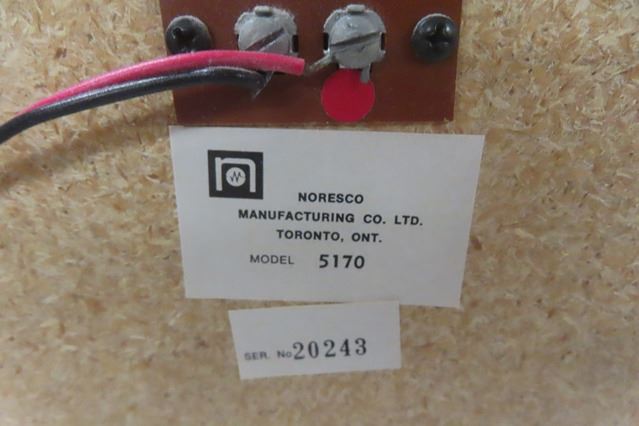 n
NORESCO
MANUFACTURING CO. LTD.
TORONTO, ONT.
MODEL 5170
SER. No 20243